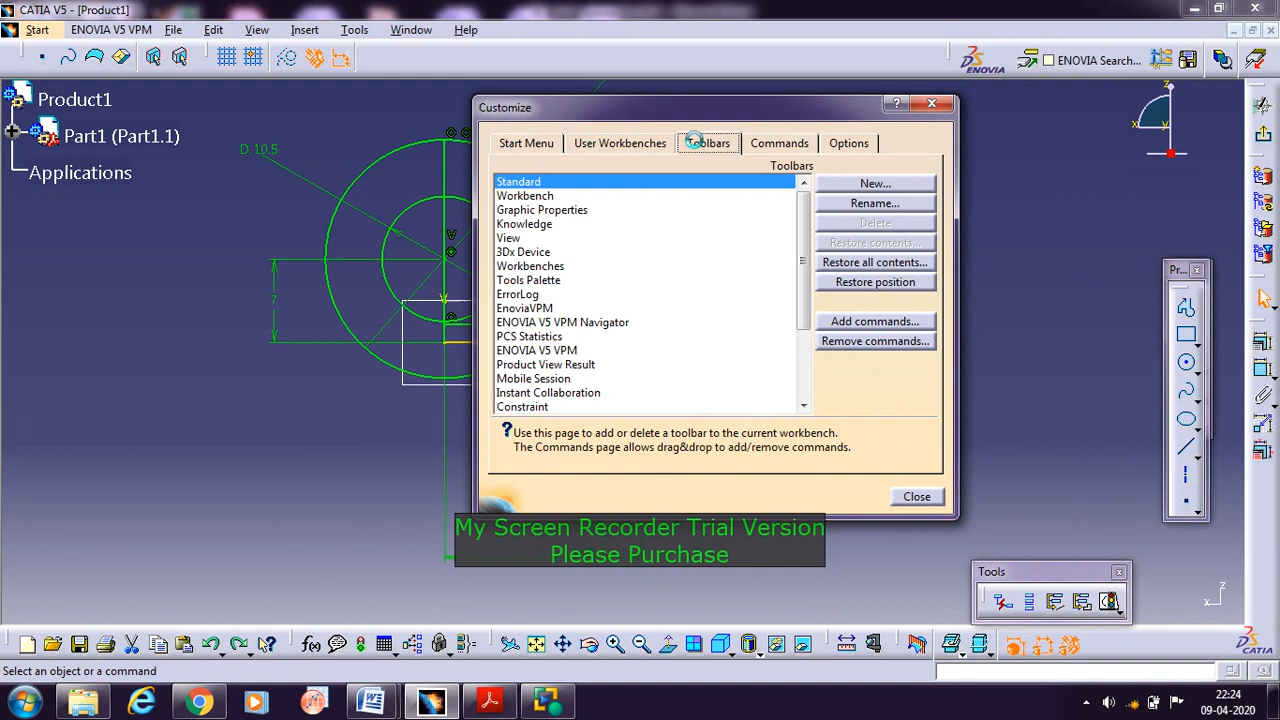 CATIA V5 - [Product1]
Start ENOVIA V5 VPM File Edit View Insert Tools Window Help
ENOVIA ENOVIA Search...
Product1
Part1 (Part1.1)
Applications
D 10.5
V
7
V
z
x y
Customize
Start Menu User Workbenches Toolbars Commands Options
Toolbars
Standard
Workbench
Graphic Properties
Knowledge
View
3Dx Device
Workbenches
Tools Palette
ErrorLog
EnoviaVPM
ENOVIA V5 VPM Navigator
PCS Statistics
ENOVIA V5 VPM
Product View Result
Mobile Session
Instant Collaboration
Constraint
New...
Rename...
Delete
Restore contents...
Restore all contents...
Restore position
Add commands...
Remove commands...
Use this page to add or delete a toolbar to the current workbench.
The Commands page allows drag&drop to add/remove commands.
Close
My Screen Recorder Trial Version
Please Purchase
Pr...
Tools
z
x
f(x)
CATIA
Select an object or a command
22:24
09-04-2020